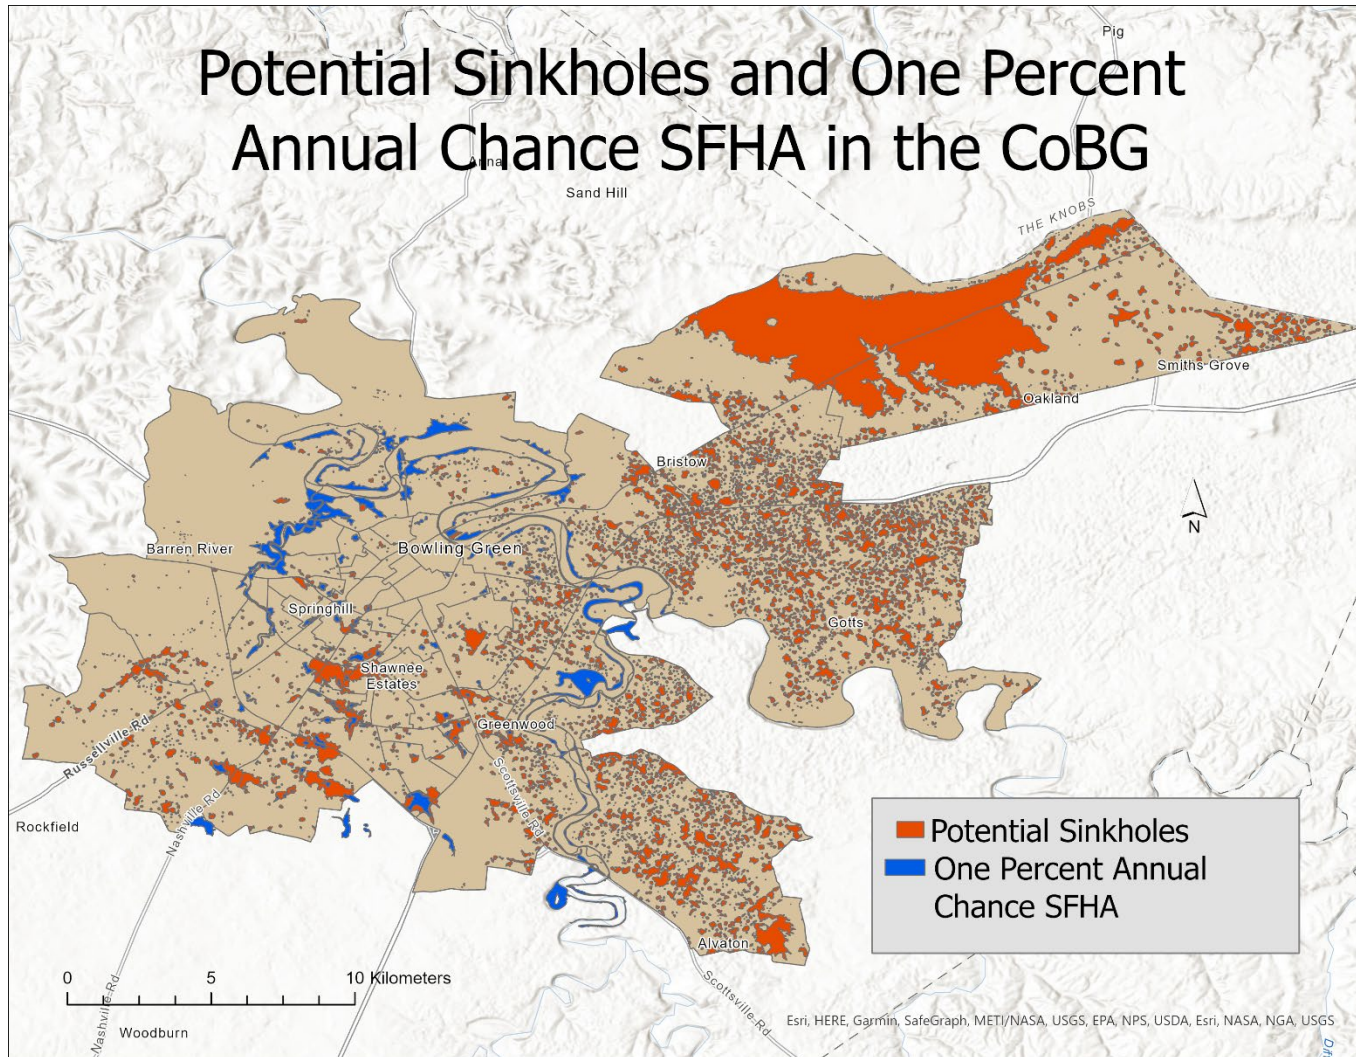 Pig
Potential Sinkholes and One Percent
Annual Chance SFHA in the CoBG
Anna
Sand Hill
THE KNOBS
Smiths Grove
Oakland
Bristow
N
Barren River
Bowling Green
Springhill
Gotts
Shawnee
Estates
Greenwood
Russellville Rd
Scottsville Rd
Nashville Rd
Rockfield
Potential Sinkholes
One Percent Annual
Chance SFHA
Alvaton
0 5 10 Kilometers
Nashville Rd
Scottsville Rd
Woodburn
Esri, HERE, Garmin, SafeGraph, METI/NASA, USGS, EPA, NPS, USDA, Esri, NASA, NGA, USGS